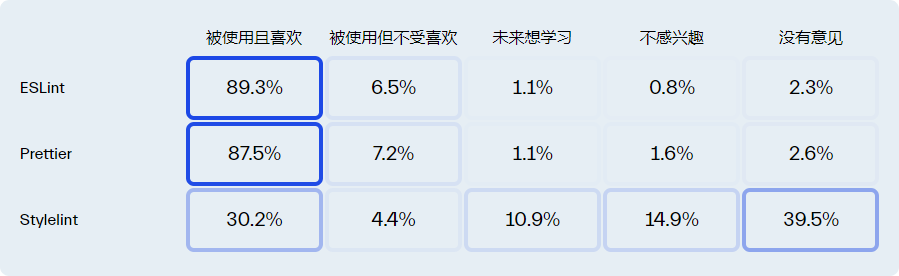 被使用且喜欢 被使用但不受喜欢 未来想学习 不感兴趣 没有意见
ESLint 89.3% 6.5% 1.1% 0.8% 2.3%
Prettier 87.5% 7.2% 1.1% 1.6% 2.6%
Stylelint 30.2% 4.4% 10.9% 14.9% 39.5%